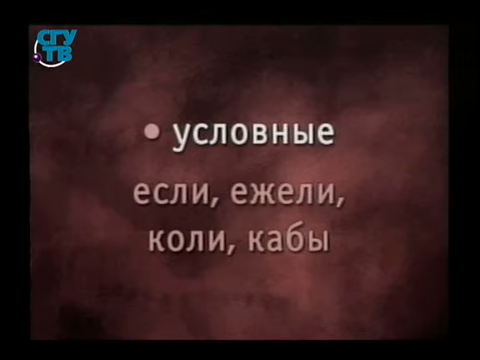 СГУ
ТВ
• условные
если, ежели,
коли, кабы